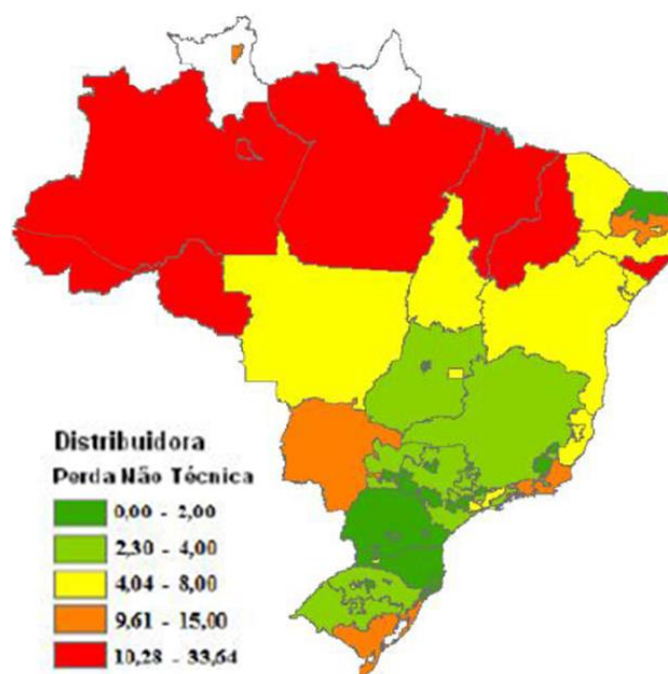 Distribuidora
Perda Não Técnica
0,00 - 2,00
2,30 - 4,00
4,04 - 8,00
9,61 - 15,00
10,28 - 33,64